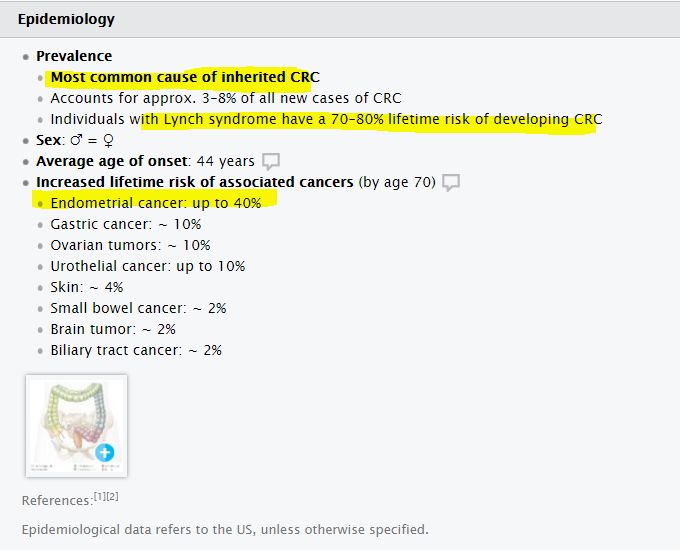 Epidemiology
Prevalence
Most common cause of inherited CRC
Accounts for approx. 3-8% of all new cases of CRC
Individuals with Lynch syndrome have a 70-80% lifetime risk of developing CRC
Sex: ♂ = ♀
Average age of onset: 44 years
Increased lifetime risk of associated cancers (by age 70)
Endometrial cancer: up to 40%
Gastric cancer: ~ 10%
Ovarian tumors: ~ 10%
Urothelial cancer: up to 10%
Skin: ~ 4%
Small bowel cancer: ~ 2%
Brain tumor: ~ 2%
Biliary tract cancer: ~ 2%
References:[1][2]
Epidemiological data refers to the US, unless otherwise specified.